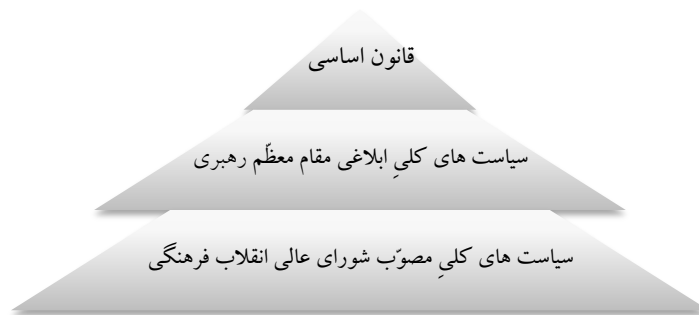 قانون اساسی
سیاست های کلیِ ابلاغی مقام معظّم رهبری
سیاست های کلیِ مصوّب شورای عالی انقلاب فرهنگی